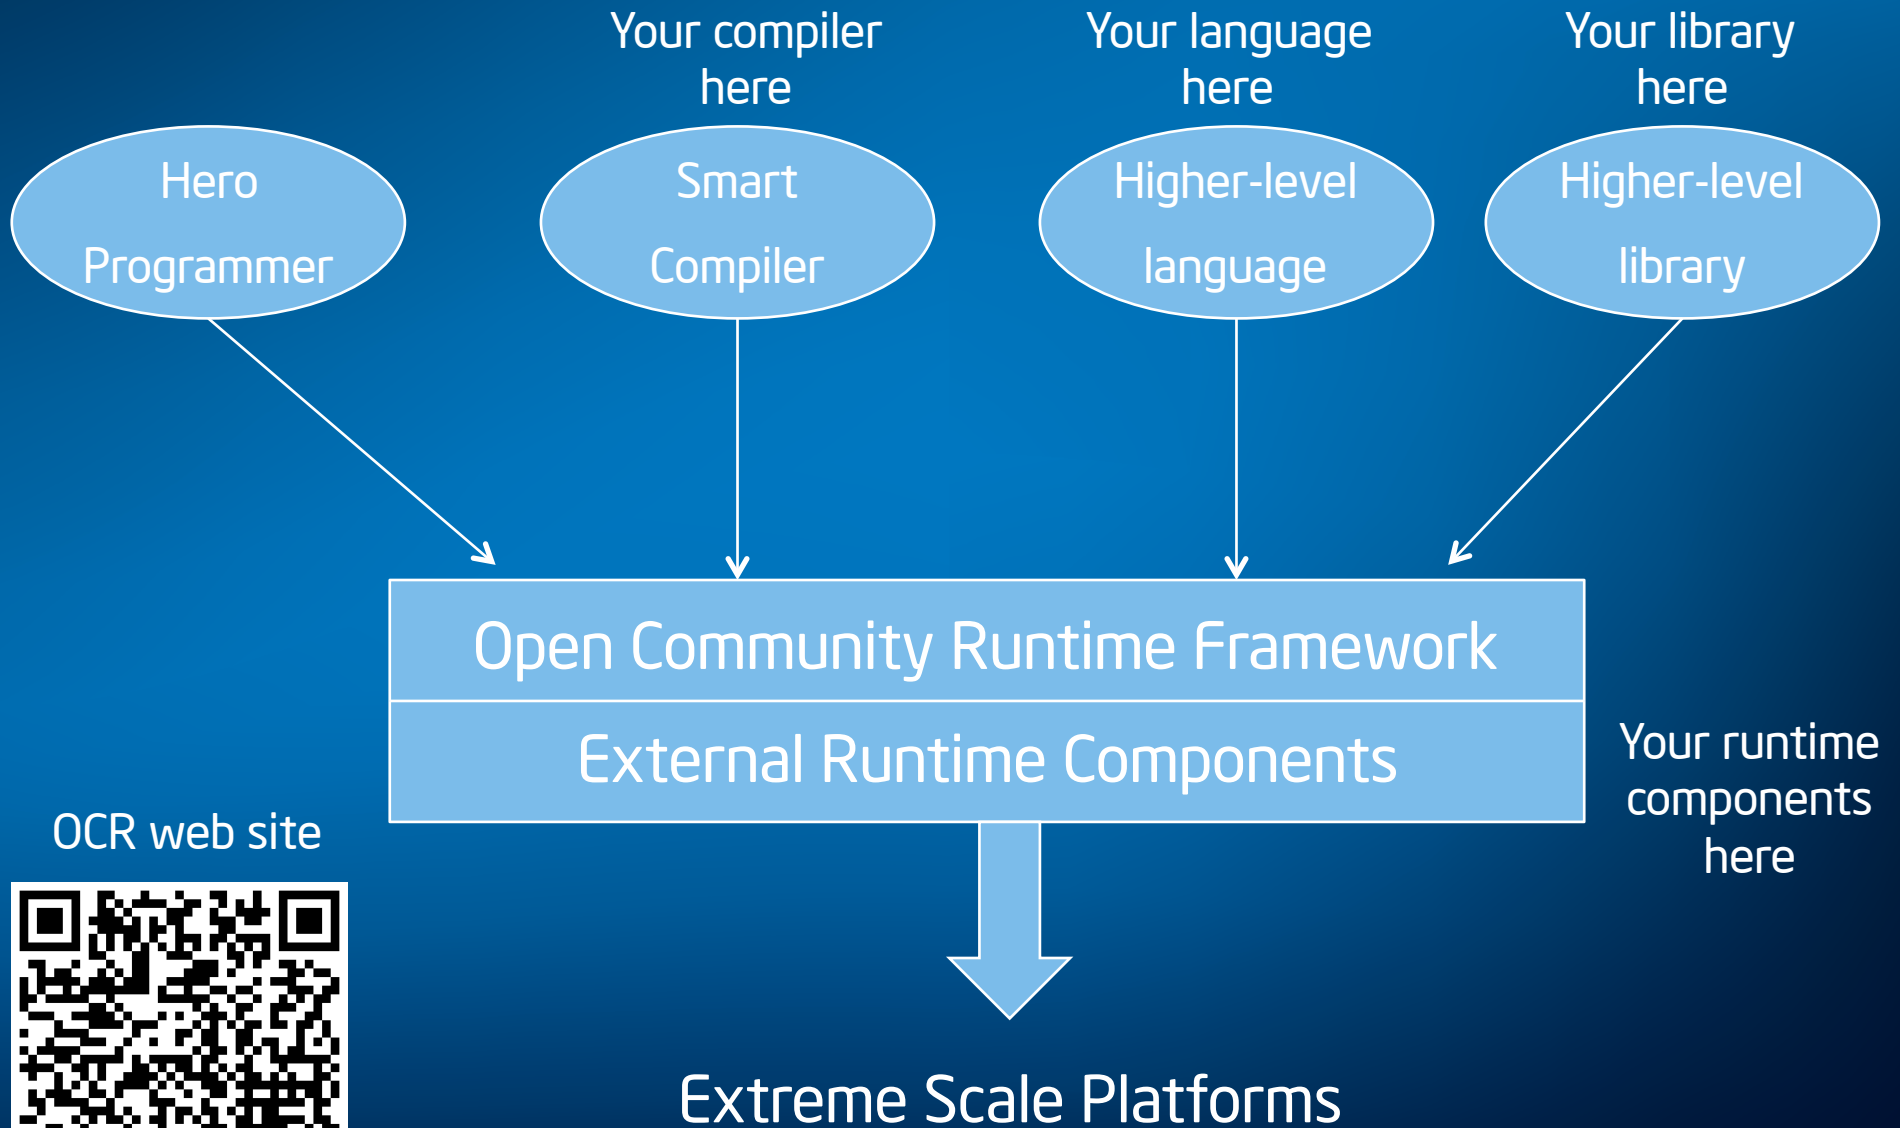 Your compiler
here
Your language
here
Your library
here
Hero
Programmer
Smart
Compiler
Higher-level
language
Higher-level
library
Open Community Runtime Framework
External Runtime Components
Your runtime
components
here
OCR web site
Extreme Scale Platforms